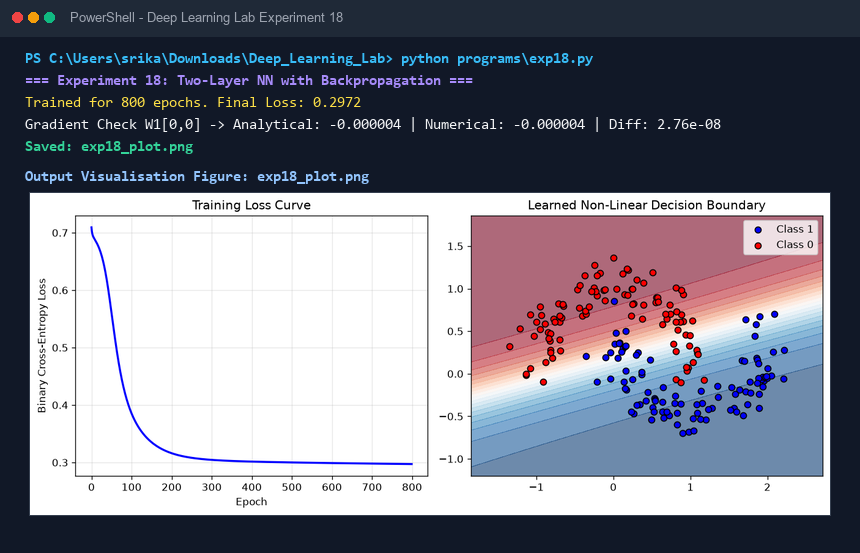 PowerShell - Deep Learning Lab Experiment 18
PS C:\Users\srika\Downloads\Deep_Learning_Lab> python programs\exp18.py
=== Experiment 18: Two-Layer NN with Backpropagation ===
Trained for 800 epochs. Final Loss: 0.2972
Gradient Check W1[0,0] -> Analytical: -0.000004 | Numerical: -0.000004 | Diff: 2.76e-08
Saved: exp18_plot.png
Output Visualisation Figure: exp18_plot.png
Training Loss Curve
0.7
0.6
0.5
0.4
0.3
Binary Cross-Entropy Loss
0 100 200 300 400 500 600 700 800
Epoch
Learned Non-Linear Decision Boundary
Class 1
Class 0
1.5
1.0
0.5
0.0
−0.5
−1.0
−1 0 1 2